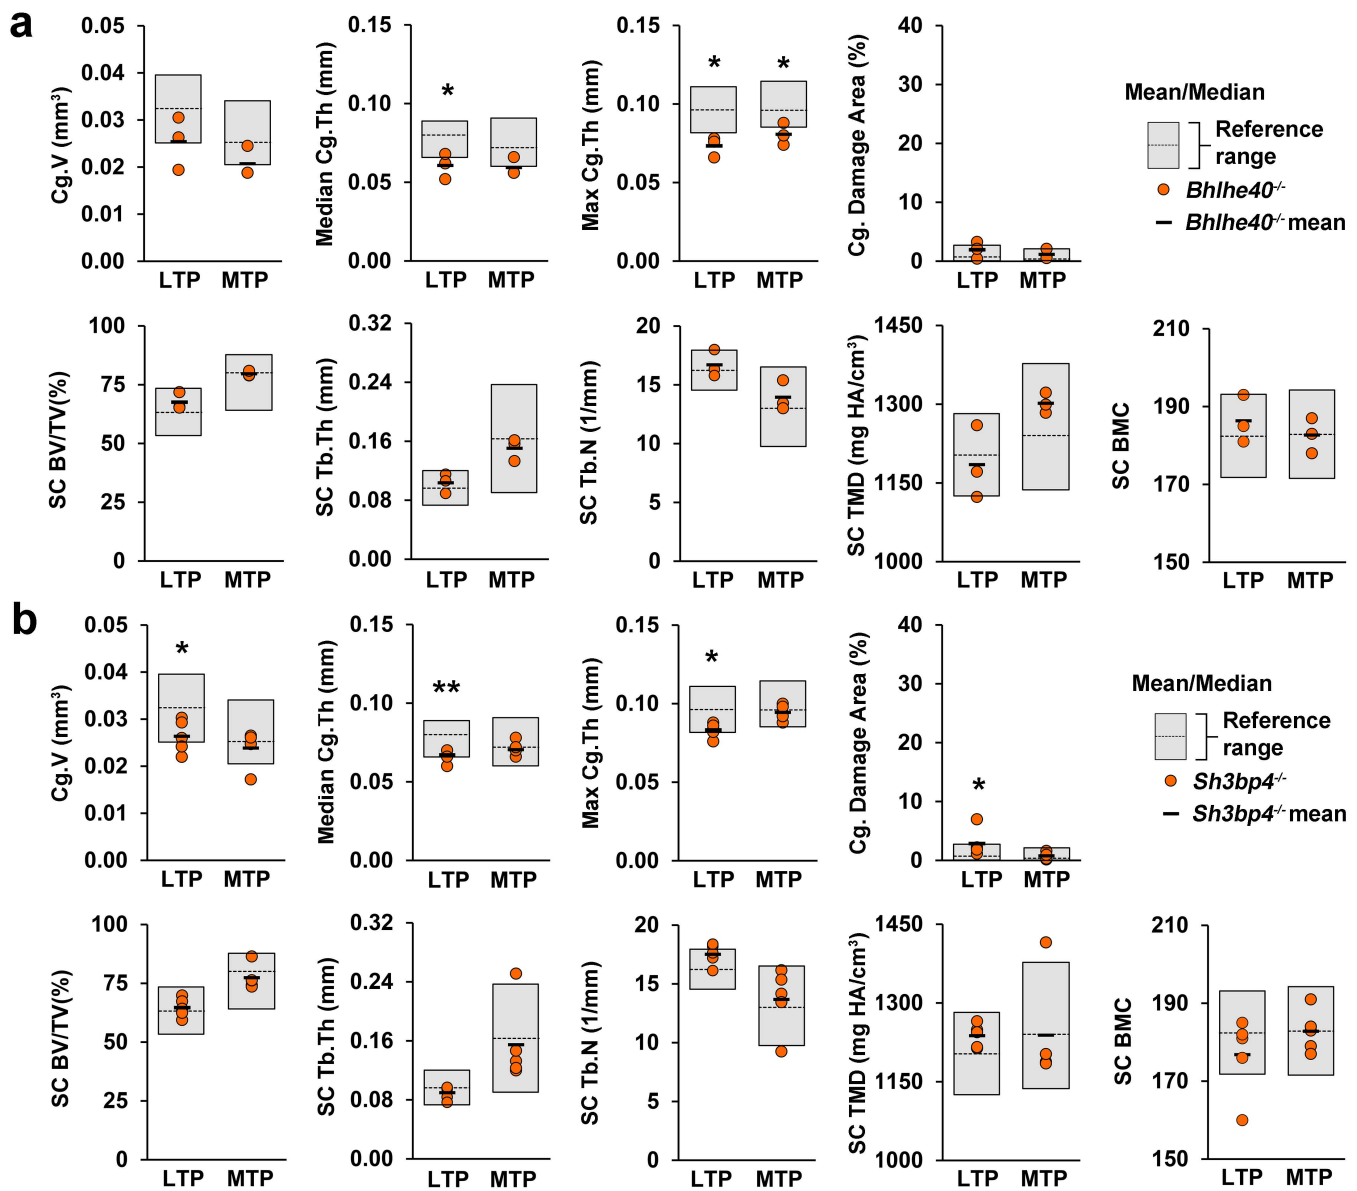 a
Cg.V (mm³)
0.05
0.04
0.03
0.02
0.01
0.00
LTP MTP
Median Cg.Th (mm)
0.15
0.10
0.05
0.00
*
LTP MTP
Max Cg.Th (mm)
0.15
0.10
0.05
0.00
* *
LTP MTP
Cg. Damage Area (%)
40
30
20
10
0
LTP MTP
Mean/Median
Reference
range
Bhlhe40-/-
Bhlhe40-/- mean
SC BV/TV(%)
100
75
50
25
0
LTP MTP
SC Tb.Th (mm)
0.32
0.24
0.16
0.08
0.00
LTP MTP
SC Tb.N (1/mm)
20
15
10
5
0
LTP MTP
SC TMD (mg HA/cm³)
1450
1300
1150
1000
LTP MTP
SC BMC
210
190
170
150
LTP MTP
b
Cg.V (mm³)
0.05
0.04
0.03
0.02
0.01
0.00
*
LTP MTP
Median Cg.Th (mm)
0.15
0.10
0.05
0.00
**
LTP MTP
Max Cg.Th (mm)
0.15
0.10
0.05
0.00
*
LTP MTP
Cg. Damage Area (%)
40
30
20
10
0
*
LTP MTP
Mean/Median
Reference
range
Sh3bp4-/-
Sh3bp4-/- mean
SC BV/TV(%)
100
75
50
25
0
LTP MTP
SC Tb.Th (mm)
0.32
0.24
0.16
0.08
0.00
LTP MTP
SC Tb.N (1/mm)
20
15
10
5
0
LTP MTP
SC TMD (mg HA/cm³)
1450
1300
1150
1000
LTP MTP
SC BMC
210
190
170
150
LTP MTP